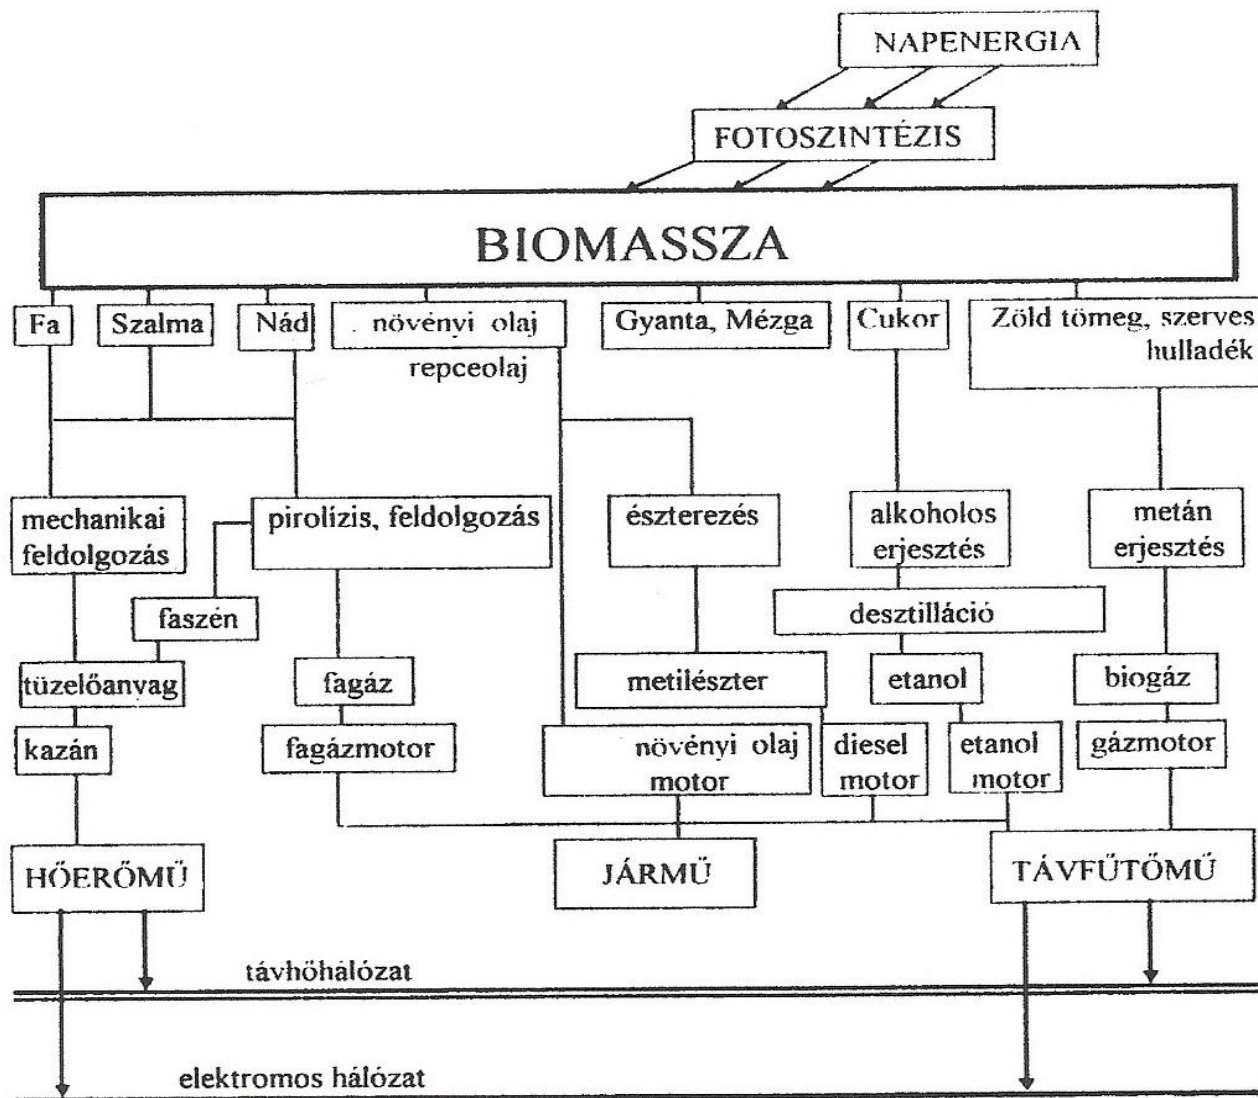 NAPENERGIA
FOTOSZINTÉZIS
BIOMASSZA
Fa
Szalma
Nád
növényi olaj
repceolaj
Gyanta, Mézga
Cukor
Zöld tömeg, szerves
hulladék
mechanikai
feldolgozás
pirolízis, feldolgozás
észterezés
alkoholos
erjesztés
metán
erjesztés
faszén
desztilláció
tüzelőanyag
fagáz
metilészter
etanol
biogáz
kazán
fagázmotor
növényi olaj
motor
diesel
motor
etanol
motor
gázmotor
HŐERŐMŰ
JÁRMŰ
TÁVFŰTŐMŰ
távhőhálózat
elektromos hálózat